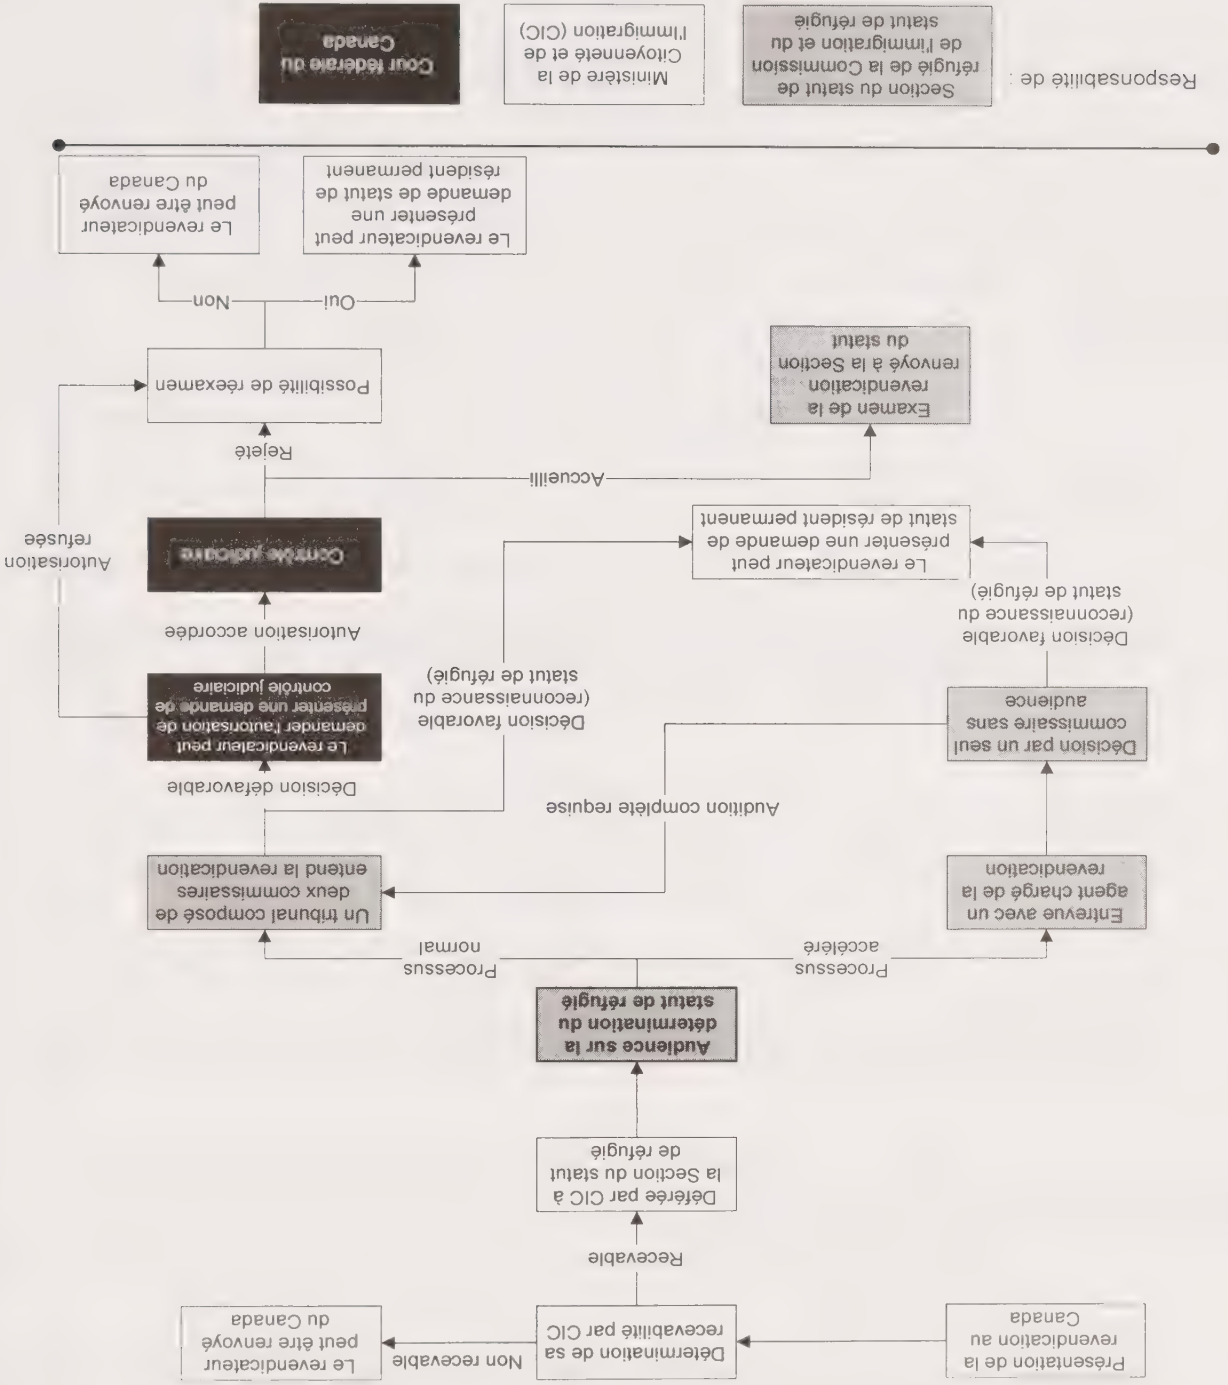 Présentation de la
revendication au
Canada
Détermination de sa
recevabilité par CIC
Non recevable
Le revendicateur
peut être renvoyé
du Canada
Recevable
Déférée par CIC à
la Section du statut
de réfugié
Audience sur la
détermination du
statut de réfugié
Processus
accéléré
Processus
normal
Entrevue avec un
agent chargé de la
revendication
Un tribunal composé de
deux commissaires
entend la revendication
Audition complète requise
Décision par un seul
commissaire sans
audience
Décision favorable
(reconnaissance du
statut de réfugié)
Décision favorable
(reconnaissance du
statut de réfugié)
Décision défavorable
Le revendicateur peut
demander l'autorisation de
présenter une demande de
contrôle judiciaire
Autorisation accordée
Autorisation
refusée
Le revendicateur peut
présenter une demande de
statut de résident permanent
Contrôle judiciaire
Accueilli
Rejeté
Examen de la
revendication
renvoyé à la Section
du statut
Possibilité de réexamen
Oui
Non
Le revendicateur peut
présenter une
demande de statut de
résident permanent
Le revendicateur
peut être renvoyé
du Canada
Responsabilité de :
Section du statut de
réfugié de la Commission
de l'immigration et du
statut de réfugié
Ministère de la
Citoyenneté et de
l'Immigration (CIC)
Cour fédérale du
Canada